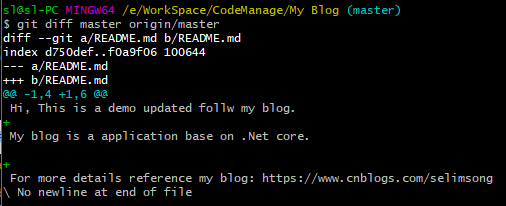 sl@sl-PC MINGW64 /e/WorkSpace/CodeManage/My Blog (master)
$ git diff master origin/master
diff --git a/README.md b/README.md
index d750def..f0a9f06 100644
--- a/README.md
+++ b/README.md
@@ -1,4 +1,6 @@
 Hi, This is a demo updated follw my blog.
+
 My blog is a application base on .Net core.

+
 For more details reference my blog: https://www.cnblogs.com/selimsong
\ No newline at end of file